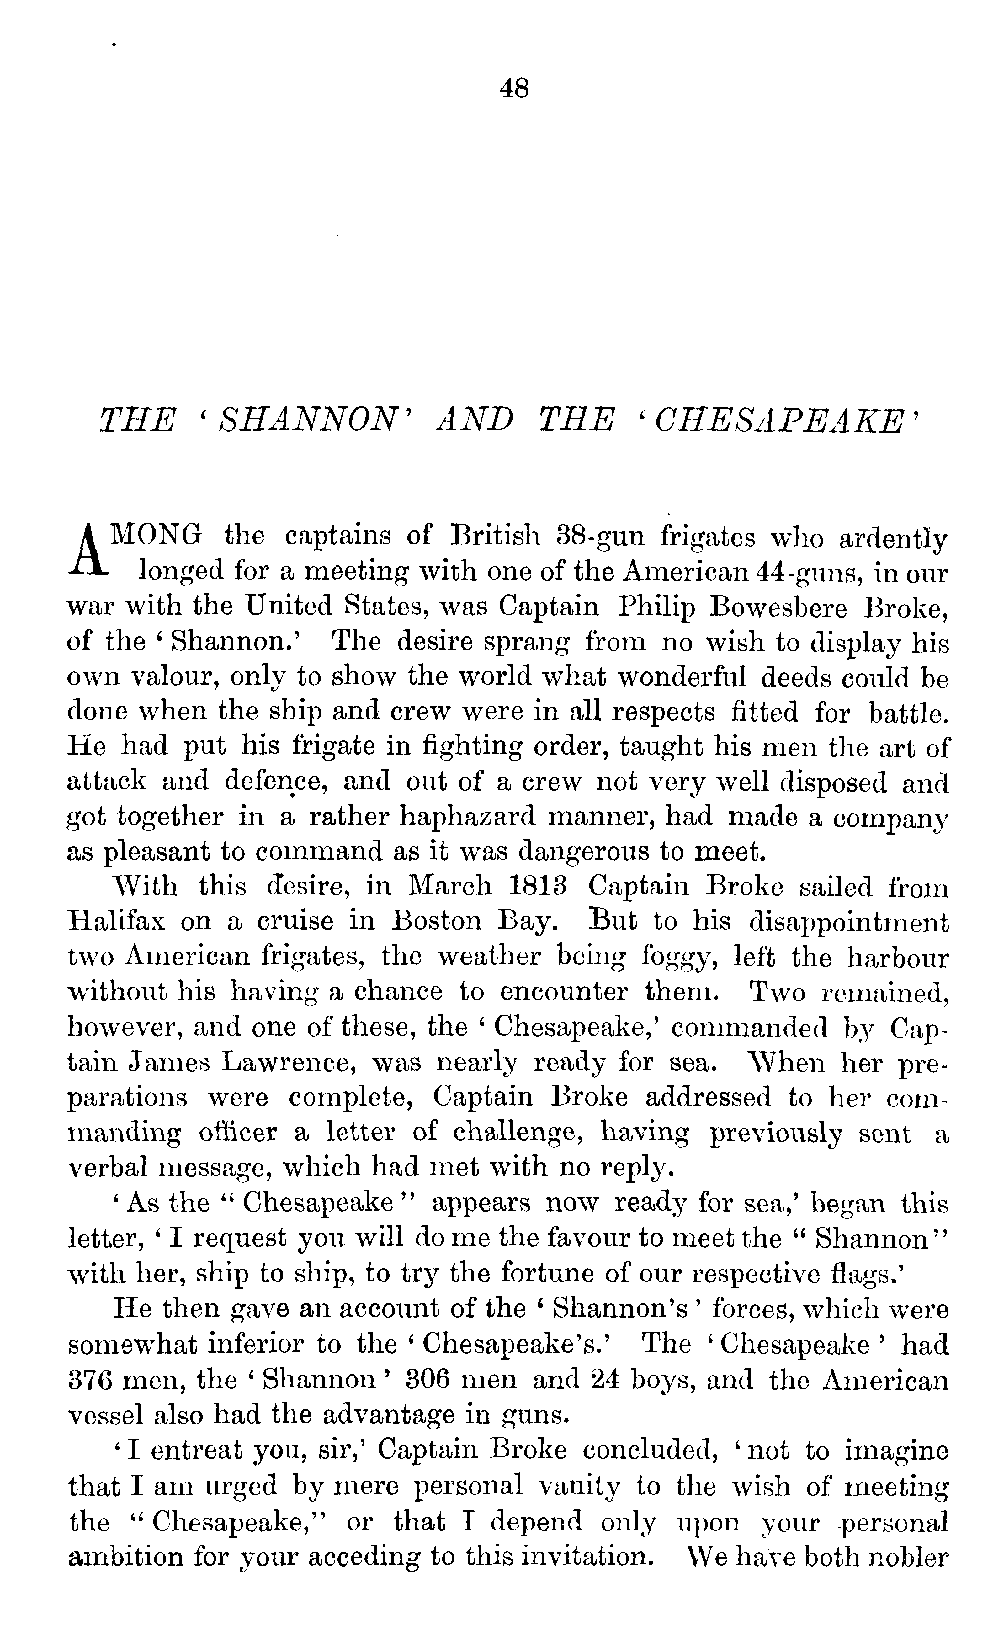 48
THE ‘SHANNON’ AND THE ‘CHESAPEAKE’
AMONG the captains of British 38-gun frigates who ardently
longed for a meeting with one of the American 44-guns, in our
war with the United States, was Captain Philip Bowesbere Broke,
of the ‘Shannon.’ The desire sprang from no wish to display his
own valour, only to show the world what wonderful deeds could be
done when the ship and crew were in all respects fitted for battle.
He had put his frigate in fighting order, taught his men the art of
attack and defence, and out of a crew not very well disposed and
got together in a rather haphazard manner, had made a company
as pleasant to command as it was dangerous to meet.
With this desire, in March 1813 Captain Broke sailed from
Halifax on a cruise in Boston Bay. But to his disappointment
two American frigates, the weather being foggy, left the harbour
without his having a chance to encounter them. Two remained,
however, and one of these, the ‘Chesapeake,’ commanded by Cap-
tain James Lawrence, was nearly ready for sea. When her pre-
parations were complete, Captain Broke addressed to her com-
manding officer a letter of challenge, having previously sent a
verbal message, which had met with no reply.
‘As the “Chesapeake” appears now ready for sea,’ began this
letter, ‘I request you will do me the favour to meet the “Shannon”
with her, ship to ship, to try the fortune of our respective flags.’
He then gave an account of the ‘Shannon’s’ forces, which were
somewhat inferior to the ‘Chesapeake’s.’ The ‘Chesapeake’ had
376 men, the ‘Shannon’ 306 men and 24 boys, and the American
vessel also had the advantage in guns.
‘I entreat you, sir,’ Captain Broke concluded, ‘not to imagine
that I am urged by mere personal vanity to the wish of meeting
the “Chesapeake,” or that I depend only upon your personal
ambition for your acceding to this invitation. We have both nobler